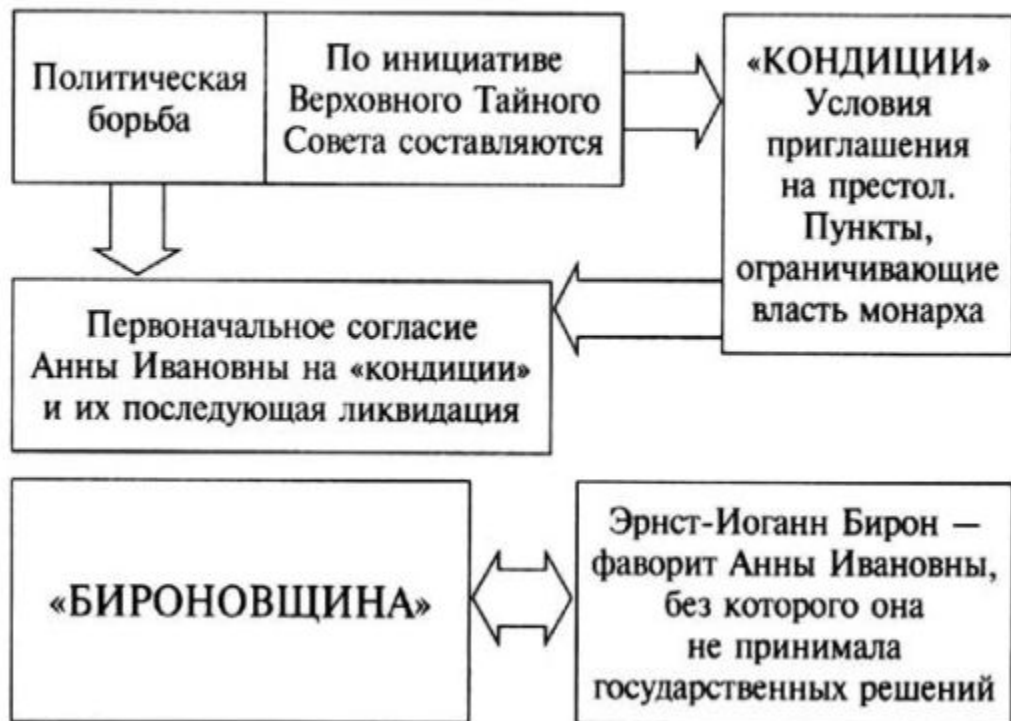 Политическая
борьба
По инициативе
Верховного Тайного
Совета составляются
«КОНДИЦИИ»
Условия
приглашения
на престол.
Пункты,
ограничивающие
власть монарха
Первоначальное согласие
Анны Ивановны на «кондиции»
и их последующая ликвидация
«БИРОНОВЩИНА»
Эрнст-Иоганн Бирон —
фаворит Анны Ивановны,
без которого она
не принимала
государственных решений